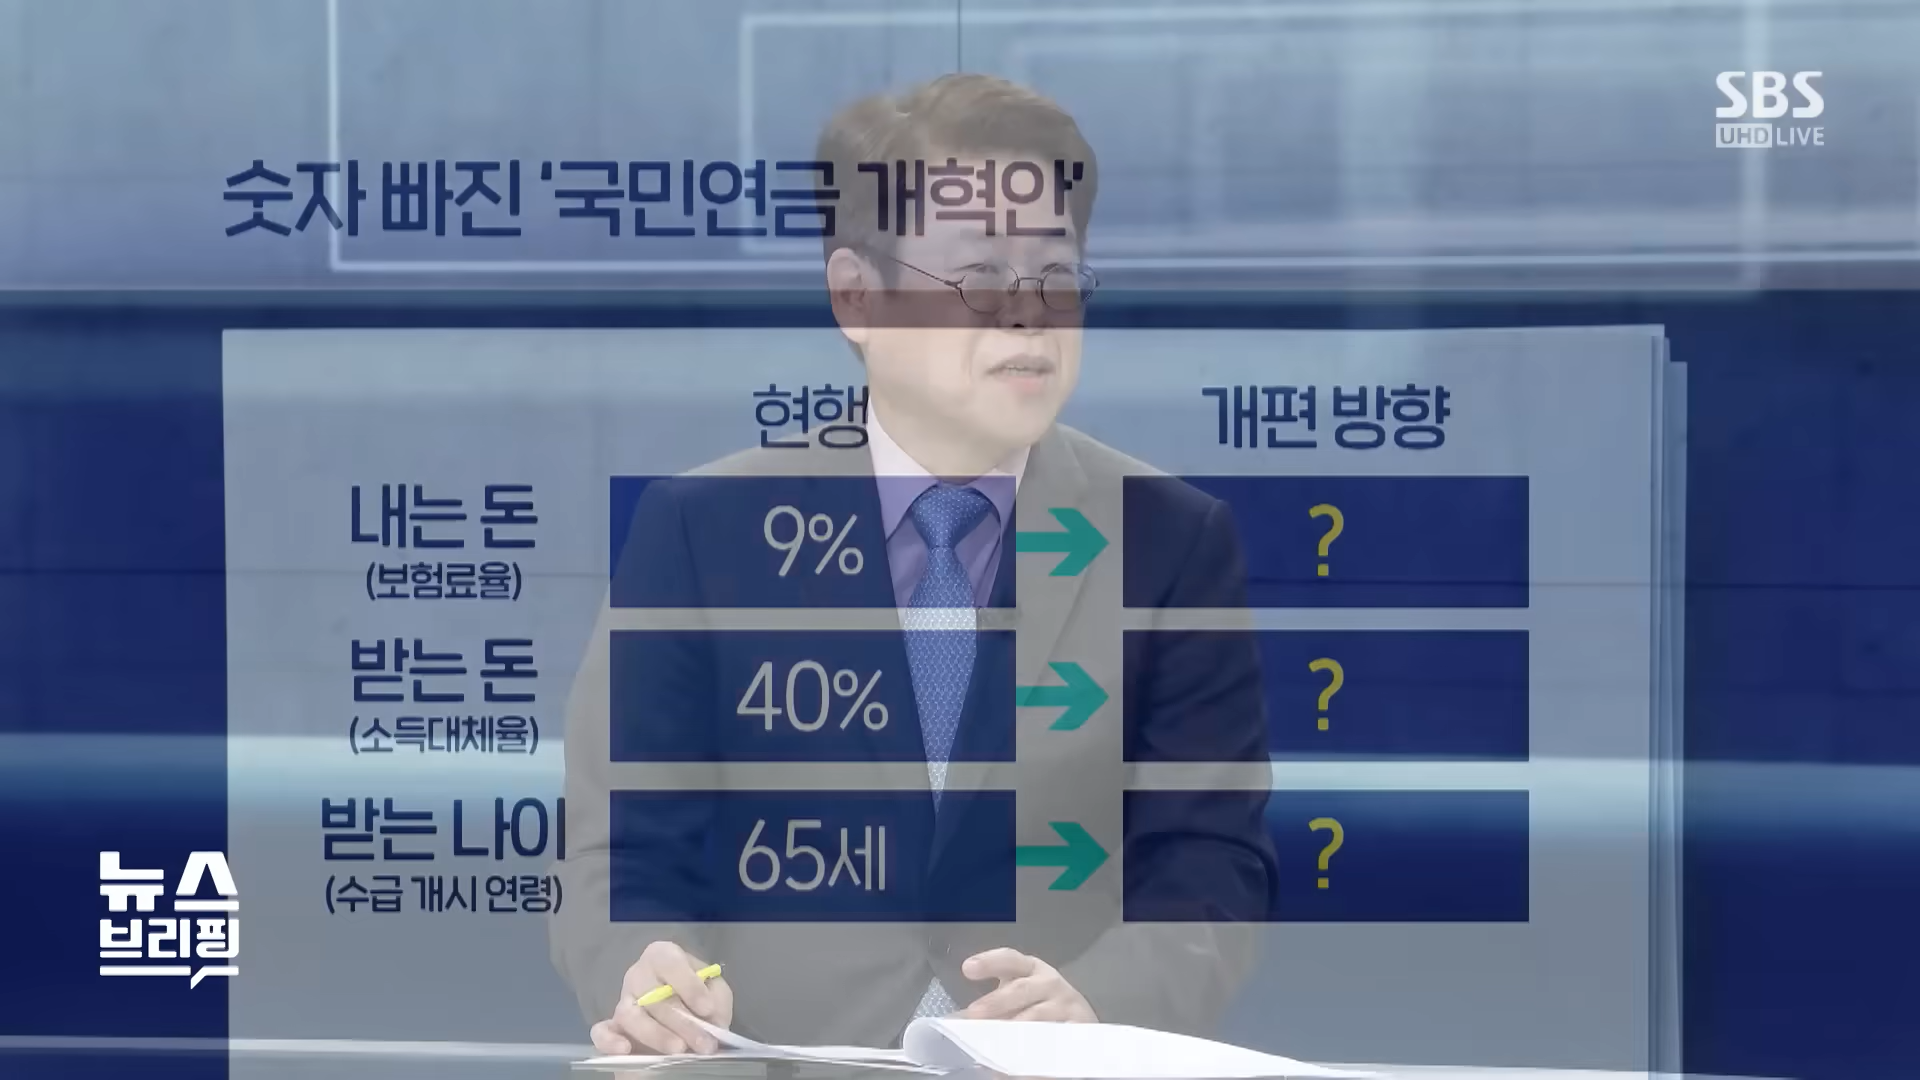 SBS
UHD LIVE
숫자 빠진 '국민연금 개혁안'
현행
개편 방향
내는 돈
(보험료율)
9%
?
받는 돈
(소득대체율)
40%
?
받는 나이
(수급 개시 연령)
65세
?
뉴스
브리핑